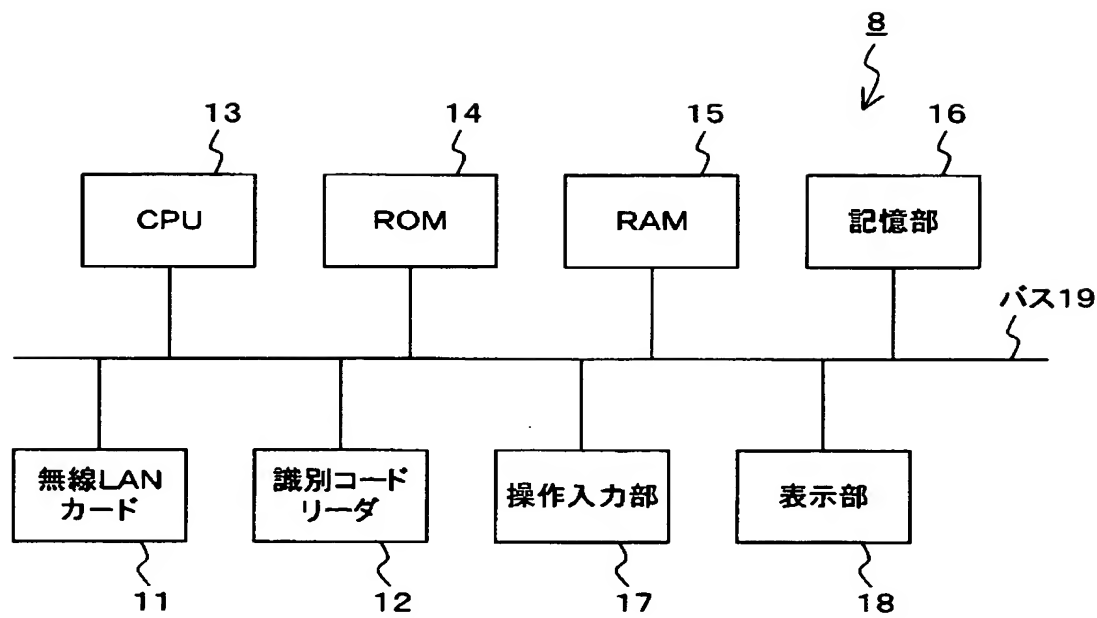 8
13
14
15
16
CPU
ROM
RAM
記憶部
バス19
無線LAN
カード
識別コード
リーダ
操作入力部
表示部
11
12
17
18